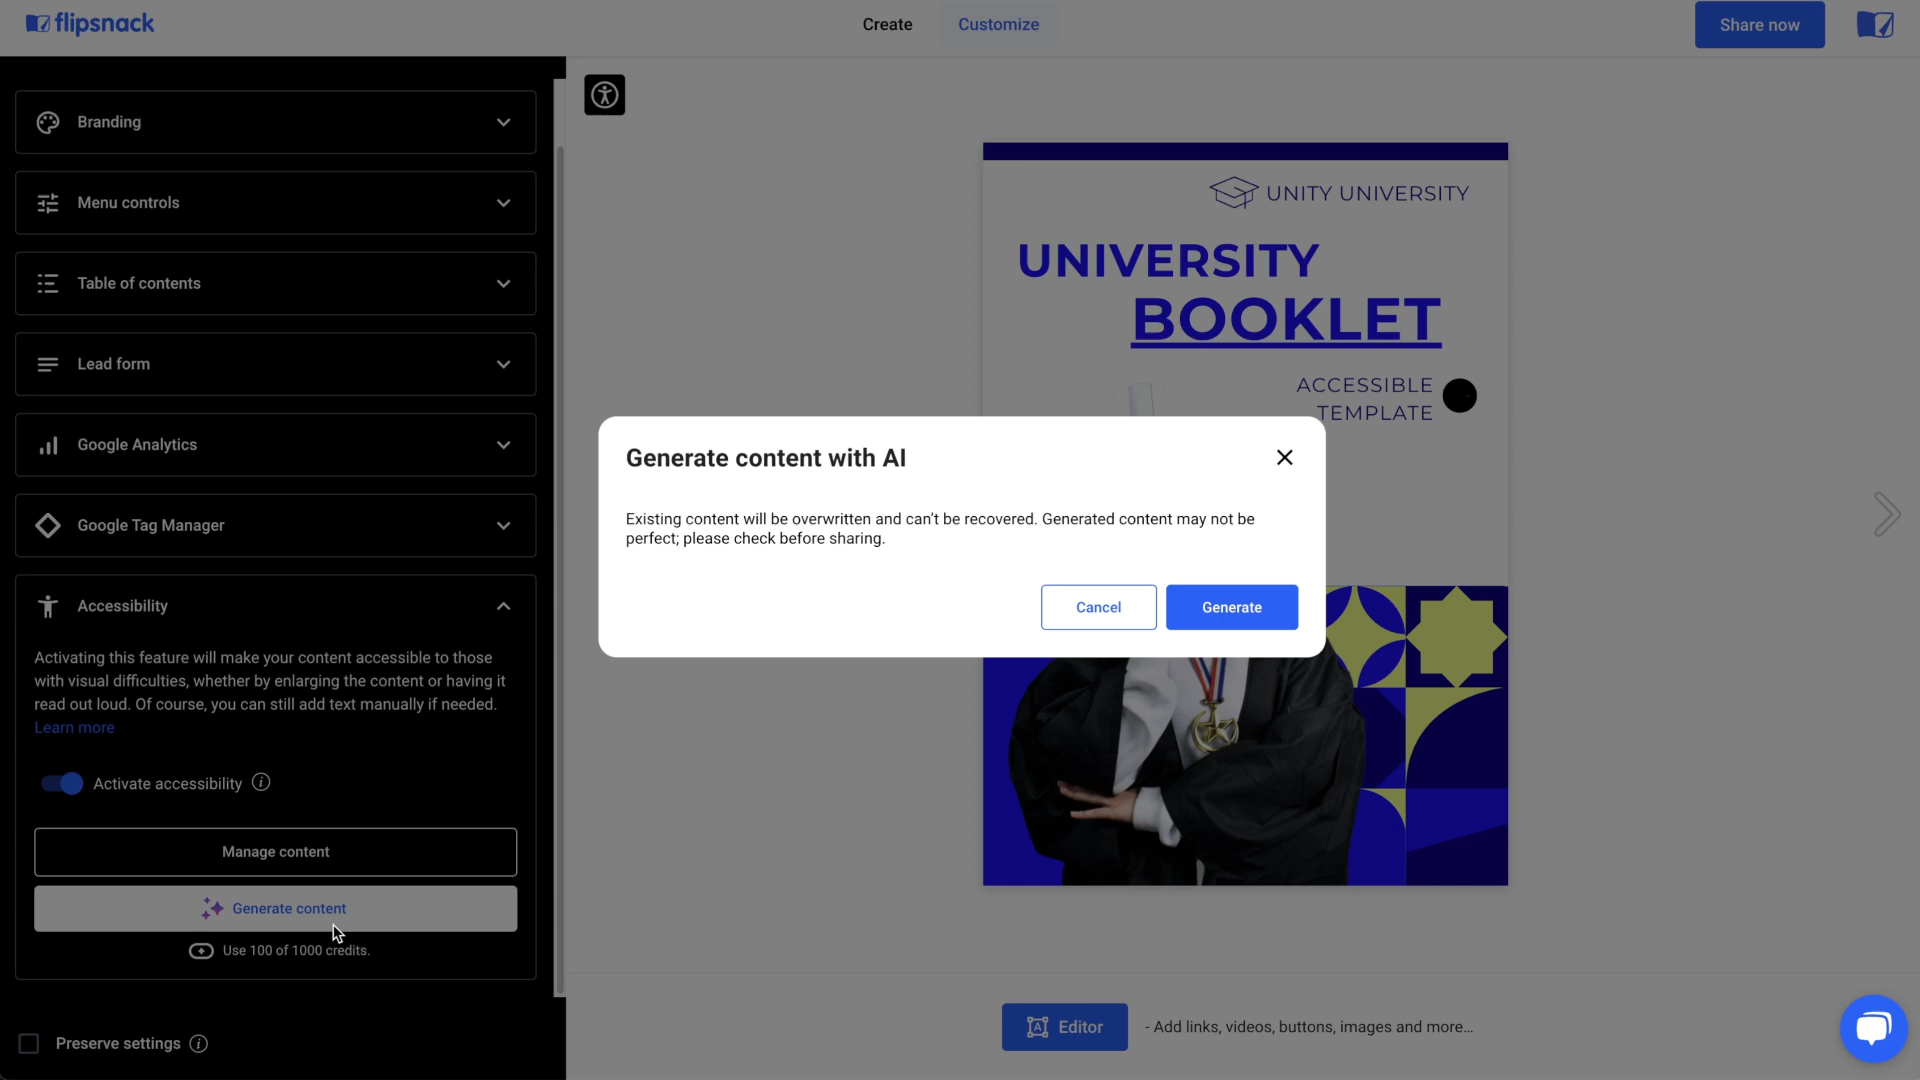 flipsnack
Create
Customize
Share now
Branding
Menu controls
Table of contents
Lead form
Google Analytics
Google Tag Manager
Accessibility
Activating this feature will make your content accessible to those
with visual difficulties, whether by enlarging the content or having it
read out loud. Of course, you can still add text manually if needed.
Learn more
Activate accessibility
Manage content
Generate content
Use 100 of 1000 credits.
Preserve settings
UNITY UNIVERSITY
UNIVERSITY
BOOKLET
ACCESSIBLE
TEMPLATE
Generate content with AI
Existing content will be overwritten and can't be recovered. Generated content may not be
perfect; please check before sharing.
Cancel
Generate
Editor
- Add links, videos, buttons, images and more...